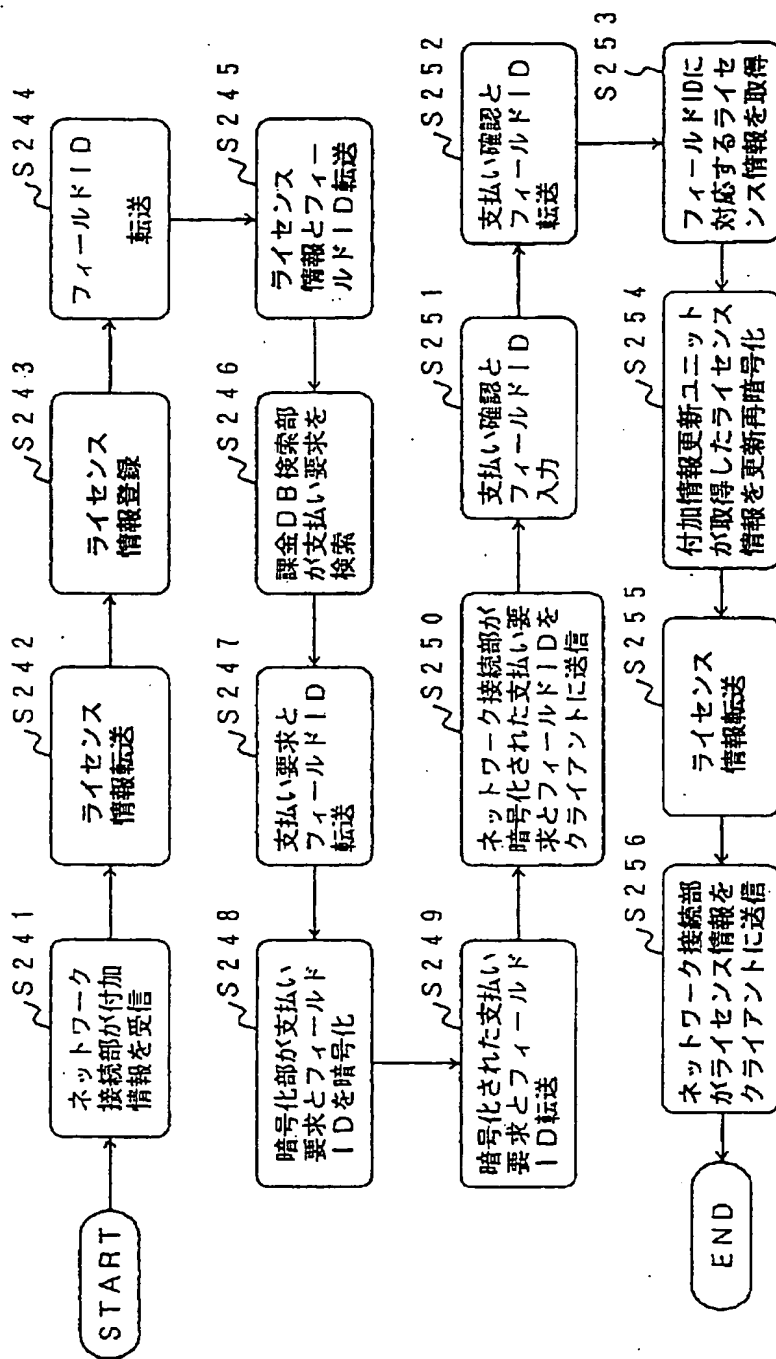 START
S241
ネットワーク
接続部が付加
情報を受信
S242
ライセンス
情報転送
S243
ライセンス
情報登録
S244
フィールドID
転送
S245
ライセンス
情報とフィー
ルドID転送
S246
課金DB検索部
が支払い要求を
検索
S247
支払い要求と
フィールドID
転送
S248
暗号化部が支払い
要求とフィールド
IDを暗号化
S249
暗号化された支払い
要求とフィールド
ID転送
S250
ネットワーク接続部が
暗号化された支払い要
求とフィールドIDを
クライアントに送信
S251
支払い確認と
フィールドID
入力
S252
支払い確認と
フィールドID
転送
S253
フィールドIDに
対応するライセ
ンス情報を取得
S254
付加情報更新ユニット
が取得したライセンス
情報を更新再暗号化
S255
ライセンス
情報転送
S256
ネットワーク接続部
がライセンス情報を
クライアントに送信
END